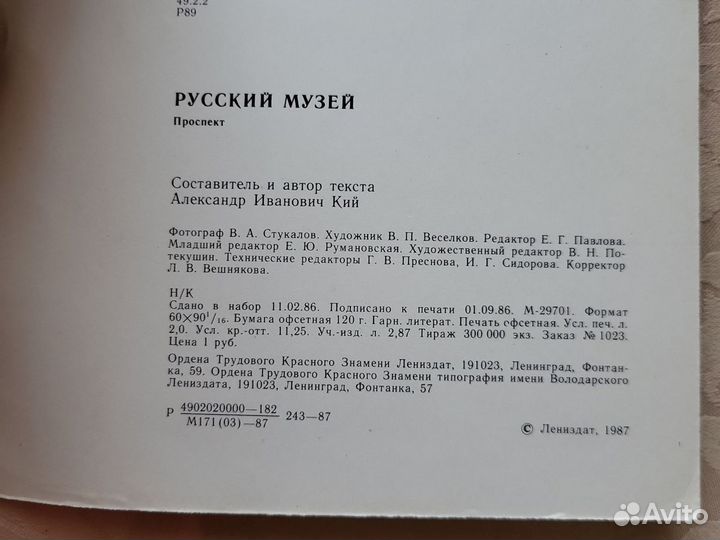 49.2.2
Р89
РУССКИЙ МУЗЕЙ
Проспект
Составитель и автор текста
Александр Иванович Кий
Фотограф В. А. Стукалов. Художник В. П. Веселков. Редактор Е. Г. Павлова.
Младший редактор Е. Ю. Румановская. Художественный редактор В. Н. По-
текушин. Технические редакторы Г. В. Преснова, И. Г. Сидорова. Корректор
Л. В. Вешнякова.
Н/К
Сдано в набор 11.02.86. Подписано к печати 01.09.86. М-29701. Формат
60×90¹/₁₆. Бумага офсетная 120 г. Гарн. литерат. Печать сфсетная. Усл. печ. л.
2,0. Усл. кр.-отт. 11,25. Уч.-изд. л. 2,87 Тираж 300 000 экз. Заказ № 1023.
Цена 1 руб.
Ордена Трудового Красного Знамени Лениздат, 191023, Ленинград, Фонтан-
ка, 59. Ордена Трудового Красного Знамени типография имени Володарского
Лениздата, 191023, Ленинград, Фонтанка, 57
Р 4902020000—182 243—87
М171(03)—87
© Лениздат, 1987
Avito